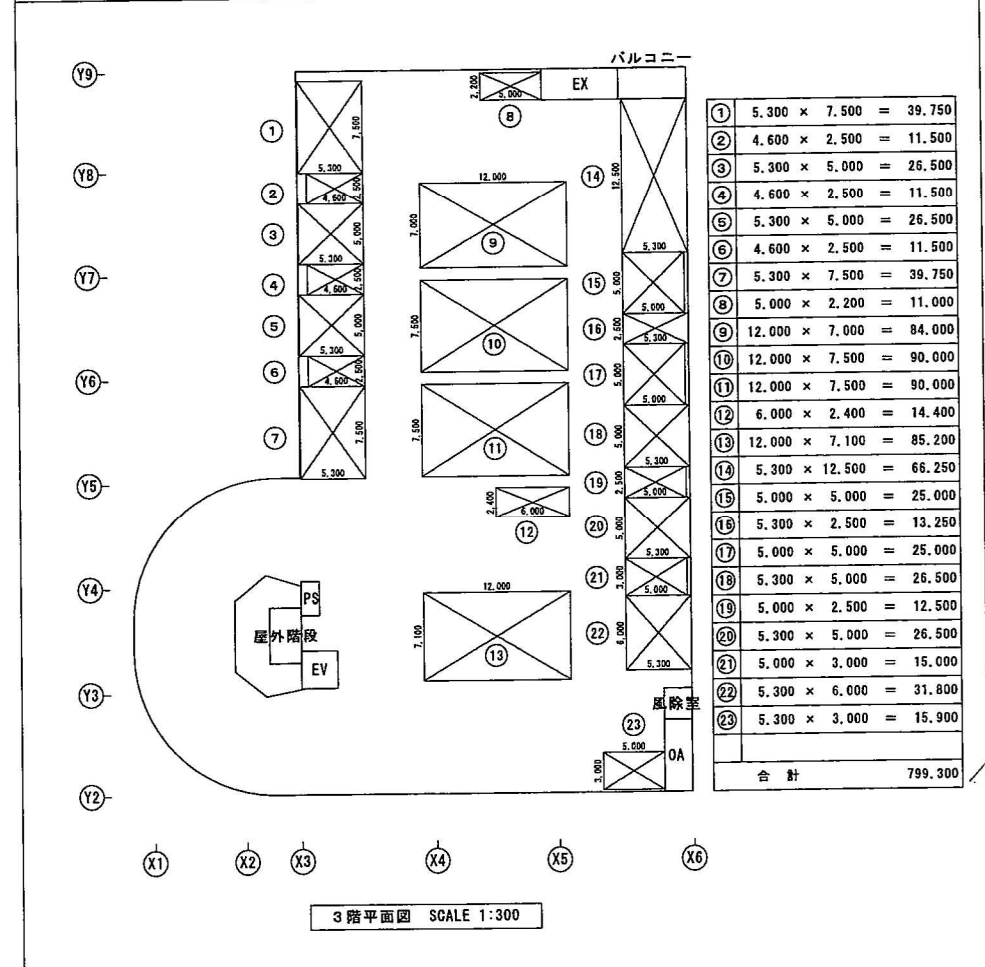 バルコニー
Y9
EX
2,200
5,000
8
1
7,500
5,300
Y8
2
2,500
4,600
3
5,000
5,300
Y7
4
2,500
4,600
5
5,000
5,300
Y6
6
2,500
4,600
7
7,500
5,300
Y5
12,000
7,000
9
7,500
10
7,500
11
2,400
6,000
12
14
12,500
5,300
15
5,000
5,000
16
2,500
5,300
17
5,000
5,000
18
5,000
5,300
19
2,500
5,000
20
5,000
5,300
21
3,000
5,000
22
6,000
5,300
Y4
PS
屋外階段
EV
12,000
7,100
13
Y3
風除室
23
5,000
3,000
OA
Y2
X1 X2 X3 X4 X5 X6
3階平面図 SCALE 1:300
① 5.300 × 7.500 = 39.750
② 4.600 × 2.500 = 11.500
③ 5.300 × 5.000 = 26.500
④ 4.600 × 2.500 = 11.500
⑤ 5.300 × 5.000 = 26.500
⑥ 4.600 × 2.500 = 11.500
⑦ 5.300 × 7.500 = 39.750
⑧ 5.000 × 2.200 = 11.000
⑨ 12.000 × 7.000 = 84.000
⑩ 12.000 × 7.500 = 90.000
⑪ 12.000 × 7.500 = 90.000
⑫ 6.000 × 2.400 = 14.400
⑬ 12.000 × 7.100 = 85.200
⑭ 5.300 × 12.500 = 66.250
⑮ 5.000 × 5.000 = 25.000
⑯ 5.300 × 2.500 = 13.250
⑰ 5.000 × 5.000 = 25.000
⑱ 5.300 × 5.000 = 26.500
⑲ 5.000 × 2.500 = 12.500
⑳ 5.300 × 5.000 = 26.500
㉑ 5.000 × 3.000 = 15.000
㉒ 5.300 × 6.000 = 31.800
㉓ 5.300 × 3.000 = 15.900
合計 799.300